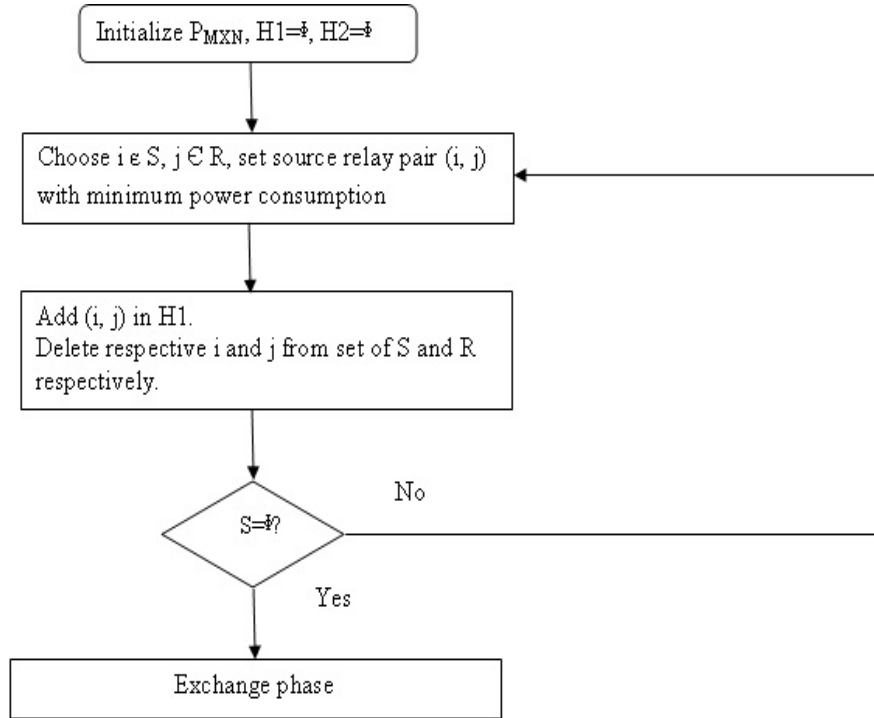 Initialize P_MXN, H1=ϕ, H2=ϕ
Choose i ε S, j Є R, set source relay pair (i, j)
with minimum power consumption
Add (i, j) in H1.
Delete respective i and j from set of S and R
respectively.
S=ϕ?
No
Yes
Exchange phase